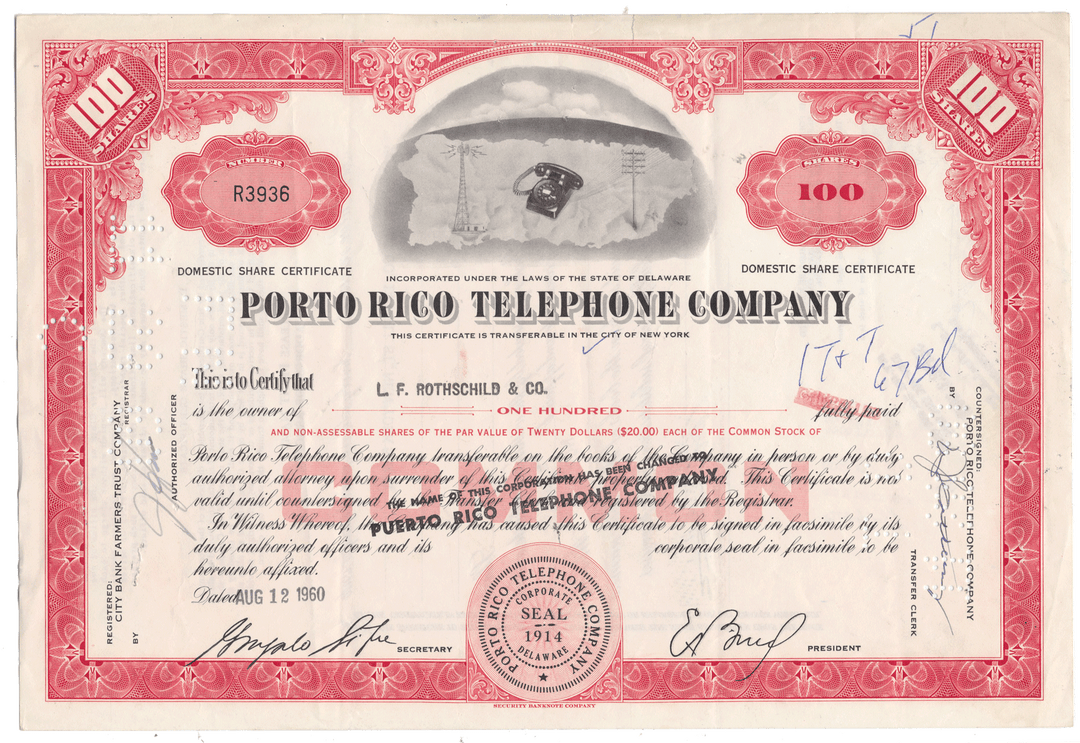 51
100
SHARES
100
SHARES
NUMBER
R3936
SHARES
100
DOMESTIC SHARE CERTIFICATE
DOMESTIC SHARE CERTIFICATE
INCORPORATED UNDER THE LAWS OF THE STATE OF DELAWARE
PORTO RICO TELEPHONE COMPANY
THIS CERTIFICATE IS TRANSFERABLE IN THE CITY OF NEW YORK
IT&T
67Bd.
This is to Certify that
L. F. ROTHSCHILD & CO.
is the owner of ONE HUNDRED fully paid
AND NON-ASSESSABLE SHARES OF THE PAR VALUE OF TWENTY DOLLARS ($20.00) EACH OF THE COMMON STOCK OF
Porto Rico Telephone Company transferable on the books of the Company in person or by duly
authorized attorney upon surrender of this Certificate properly endorsed. This Certificate is not
valid until countersigned by the Transfer Clerk and registered by the Registrar.
In Witness Whereof, the Company has caused this Certificate to be signed in facsimile by its
duly authorized officers and its corporate seal in facsimile to be
hereunto affixed.
COMMON
THE NAME OF THIS CORPORATION HAS BEEN CHANGED TO
PUERTO RICO TELEPHONE COMPANY
Dated AUG 12 1960
SECRETARY
PORTO RICO TELEPHONE COMPANY
CORPORATE
SEAL
1914
DELAWARE
PRESIDENT
SECURITY BANKNOTE COMPANY
REGISTERED:
CITY BANK FARMERS TRUST COMPANY
REGISTRAR
BY
AUTHORIZED OFFICER
COUNTERSIGNED:
PORTO RICO TELEPHONE COMPANY
BY
TRANSFER CLERK